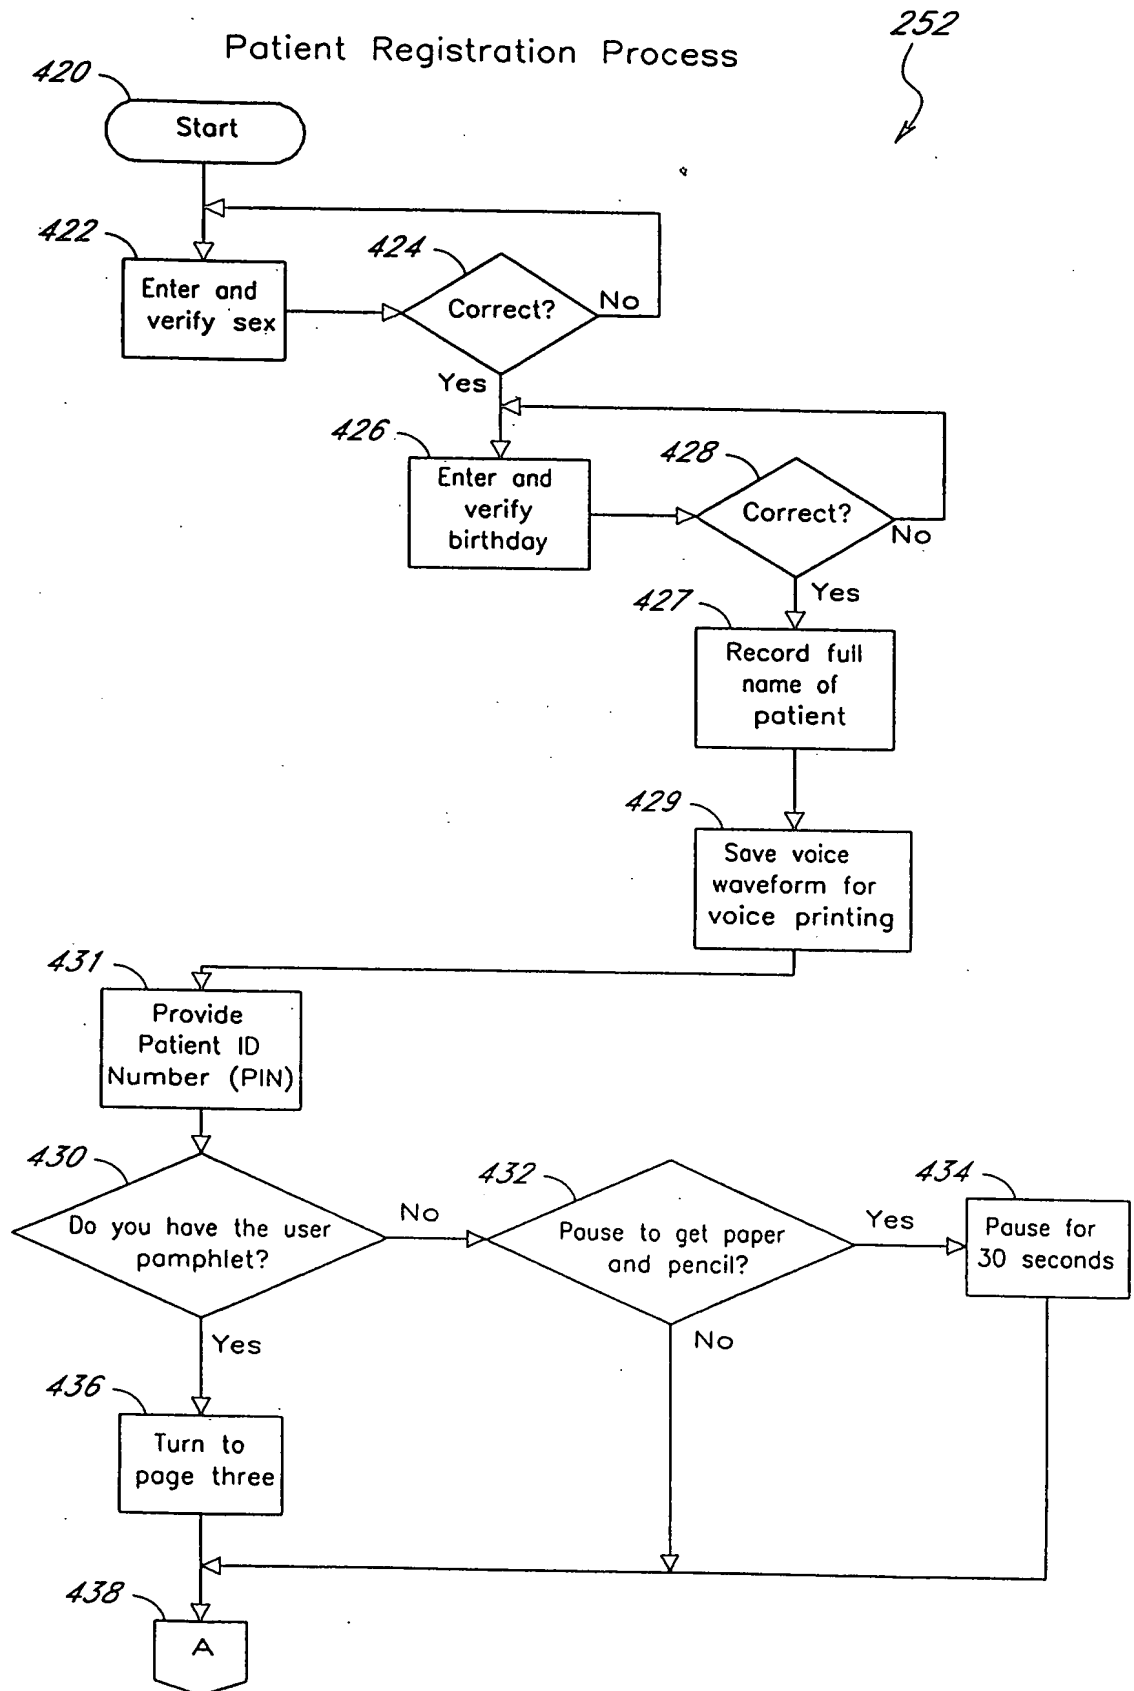 252
Patient Registration Process
420
Start
422
Enter and
verify sex
424
Correct?
No
Yes
426
Enter and
verify
birthday
428
Correct?
No
Yes
427
Record full
name of
patient
429
Save voice
waveform for
voice printing
431
Provide
Patient ID
Number (PIN)
430
Do you have the user
pamphlet?
No
432
Pause to get paper
and pencil?
Yes
434
Pause for
30 seconds
Yes
No
436
Turn to
page three
438
A